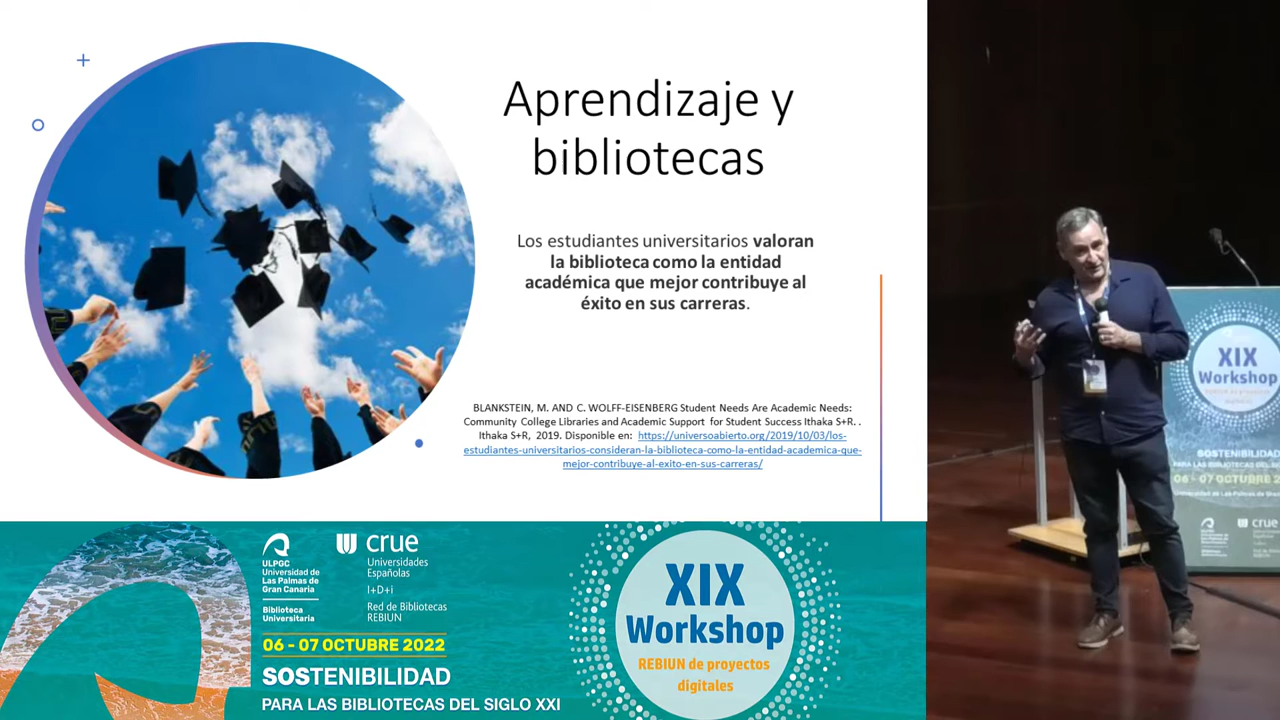 Aprendizaje y
bibliotecas
Los estudiantes universitarios valoran
la biblioteca como la entidad
académica que mejor contribuye al
éxito en sus carreras.
BLANKSTEIN, M. AND C. WOLFF-EISENBERG Student Needs Are Academic Needs:
Community College Libraries and Academic Support for Student Success Ithaka S+R. .
Ithaka S+R, 2019. Disponible en: https://universoabierto.org/2019/10/03/los-
estudiantes-universitarios-consideran-la-biblioteca-como-la-entidad-academica-que-
mejor-contribuye-al-exito-en-sus-carreras/
ULPGC
Universidad de
Las Palmas de
Gran Canaria
Biblioteca
Universitaria
crue
Universidades
Españolas
I+D+i
Red de Bibliotecas
REBIUN
06 - 07 OCTUBRE 2022
SOSTENIBILIDAD
PARA LAS BIBLIOTECAS DEL SIGLO XXI
XIX
Workshop
REBIUN de proyectos
digitales
XIX
Workshop
SOSTENIBILIDAD
PARA LAS BIBLIOTECAS DEL
06 - 07 OCTUBRE 2
crue